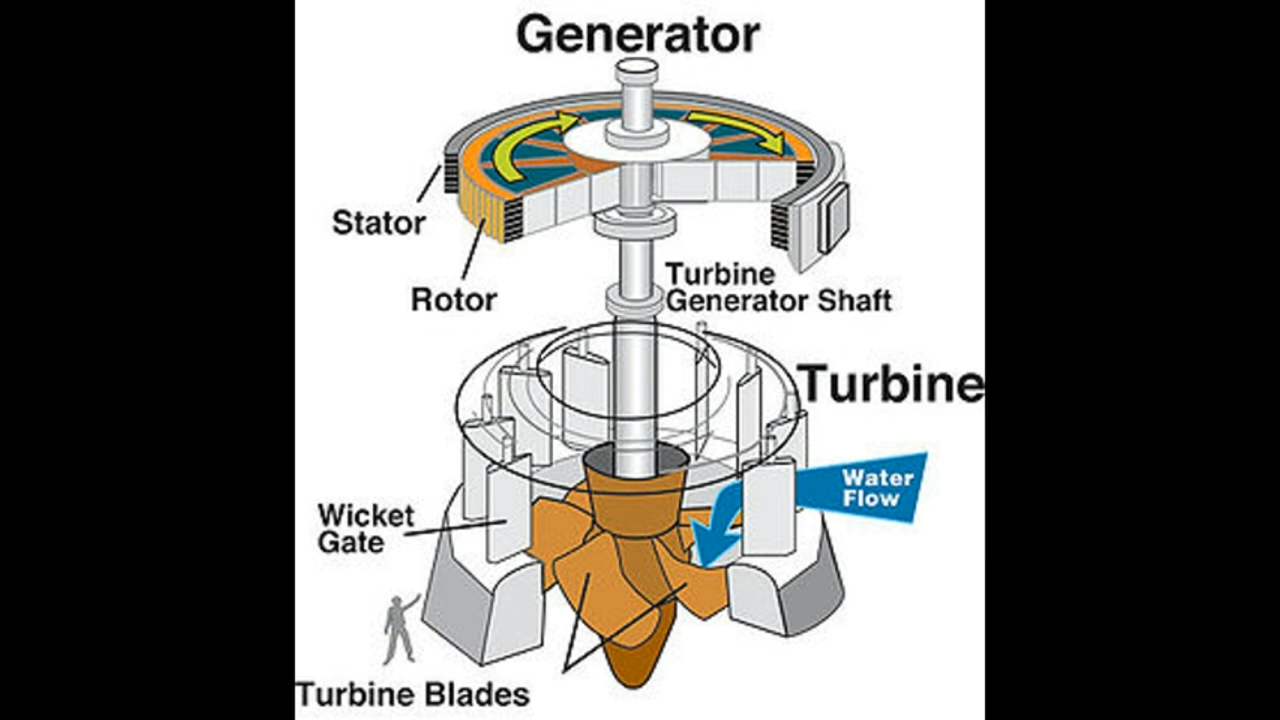 Generator
Stator
Rotor
Turbine
Generator Shaft
Turbine
Water
Flow
Wicket
Gate
Turbine Blades